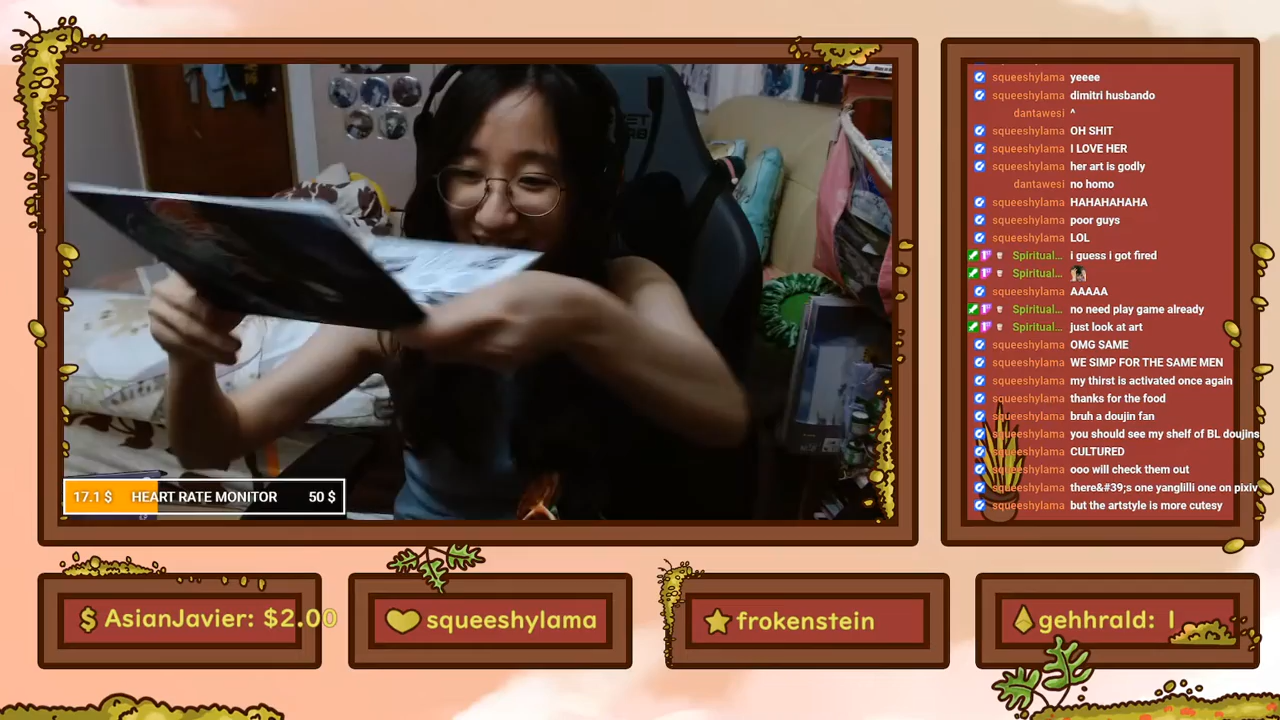 squeeshylama yeeee
squeeshylama dimitri husbando
dantawesi ^
squeeshylama OH SHIT
squeeshylama I LOVE HER
squeeshylama her art is godly
dantawesi no homo
squeeshylama HAHAHAHAHA
squeeshylama poor guys
squeeshylama LOL
Spiritual... i guess i got fired
Spiritual...
squeeshylama AAAAA
Spiritual... no need play game already
Spiritual... just look at art
squeeshylama OMG SAME
squeeshylama WE SIMP FOR THE SAME MEN
squeeshylama my thirst is activated once again
squeeshylama thanks for the food
squeeshylama bruh a doujin fan
squeeshylama you should see my shelf of BL doujins
squeeshylama CULTURED
squeeshylama ooo will check them out
squeeshylama there&#39;s one yanglilli one on pixiv
squeeshylama but the artstyle is more cutesy
17.1 $ HEART RATE MONITOR 50 $
$ AsianJavier: $2.00
squeeshylama
frokenstein
gehhrald: 1